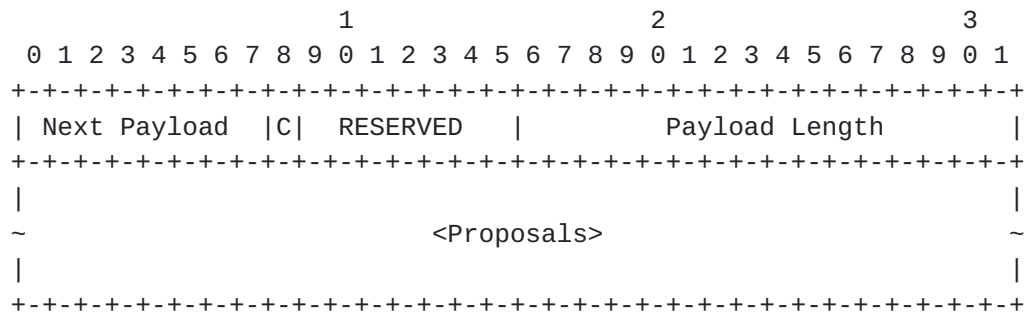 1                   2                   3
 0 1 2 3 4 5 6 7 8 9 0 1 2 3 4 5 6 7 8 9 0 1 2 3 4 5 6 7 8 9 0 1
+-+-+-+-+-+-+-+-+-+-+-+-+-+-+-+-+-+-+-+-+-+-+-+-+-+-+-+-+-+-+-+-+
| Next Payload  |C|  RESERVED   |         Payload Length        |
+-+-+-+-+-+-+-+-+-+-+-+-+-+-+-+-+-+-+-+-+-+-+-+-+-+-+-+-+-+-+-+-+
|                                                               |
~                          <Proposals>                          ~
|                                                               |
+-+-+-+-+-+-+-+-+-+-+-+-+-+-+-+-+-+-+-+-+-+-+-+-+-+-+-+-+-+-+-+-+